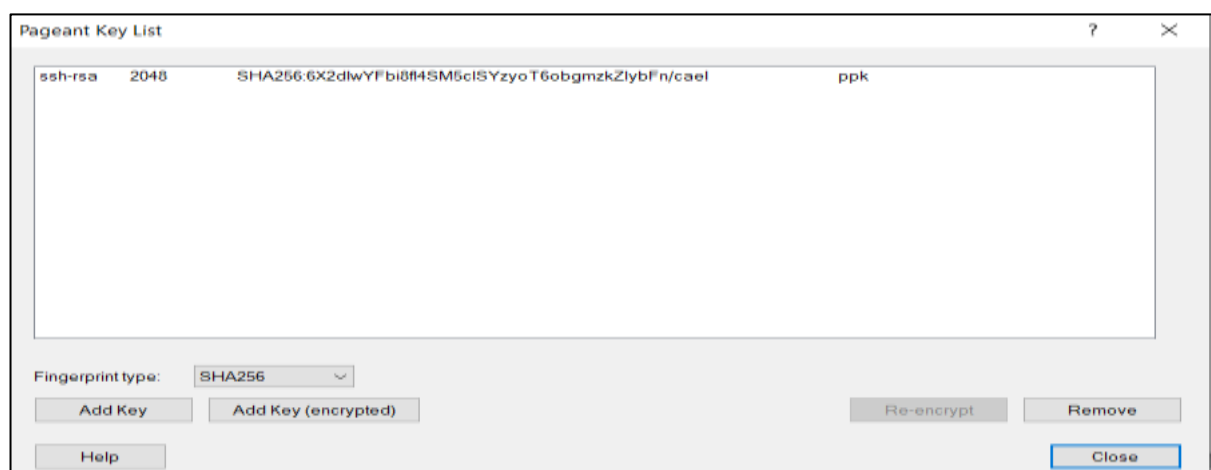 Pageant Key List ? ×
ssh-rsa 2048 SHA256:6X2dlwYFbi8fl4SM5clSYzyoT6obgmzkZlybFn/cael ppk
Fingerprint type: SHA256
Add Key Add Key (encrypted) Re-encrypt Remove
Help Close